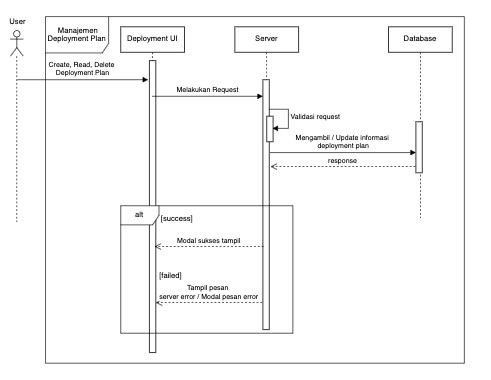 User
Manajemen
Deployment Plan
Deployment UI
Server
Database
Create, Read, Delete
Deployment Plan
Melakukan Request
Validasi request
Mengambil / Update informasi
deployment plan
response
alt
[success]
Modal sukses tampil
[failed]
Tampil pesan
server error / Modal pesan error